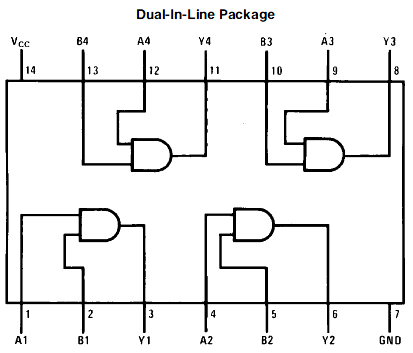 Dual-In-Line Package
VCC B4 A4 Y4 B3 A3 Y3
14 13 12 11 10 9 8
1 2 3 4 5 6 7
A1 B1 Y1 A2 B2 Y2 GND